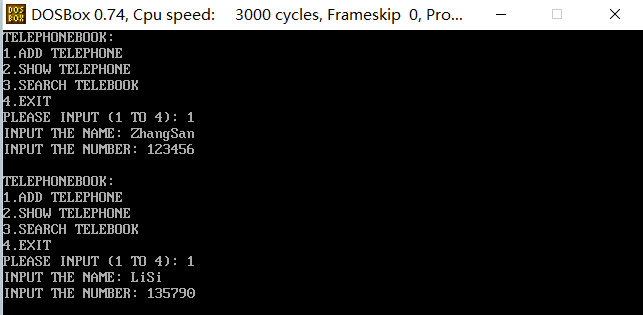 DOSBox 0.74, Cpu speed: 3000 cycles, Frameskip 0, Pro...
TELEPHONEBOOK:
1.ADD TELEPHONE
2.SHOW TELEPHONE
3.SEARCH TELEBOOK
4.EXIT
PLEASE INPUT (1 TO 4): 1
INPUT THE NAME: ZhangSan
INPUT THE NUMBER: 123456
TELEPHONEBOOK:
1.ADD TELEPHONE
2.SHOW TELEPHONE
3.SEARCH TELEBOOK
4.EXIT
PLEASE INPUT (1 TO 4): 1
INPUT THE NAME: LiSi
INPUT THE NUMBER: 135790